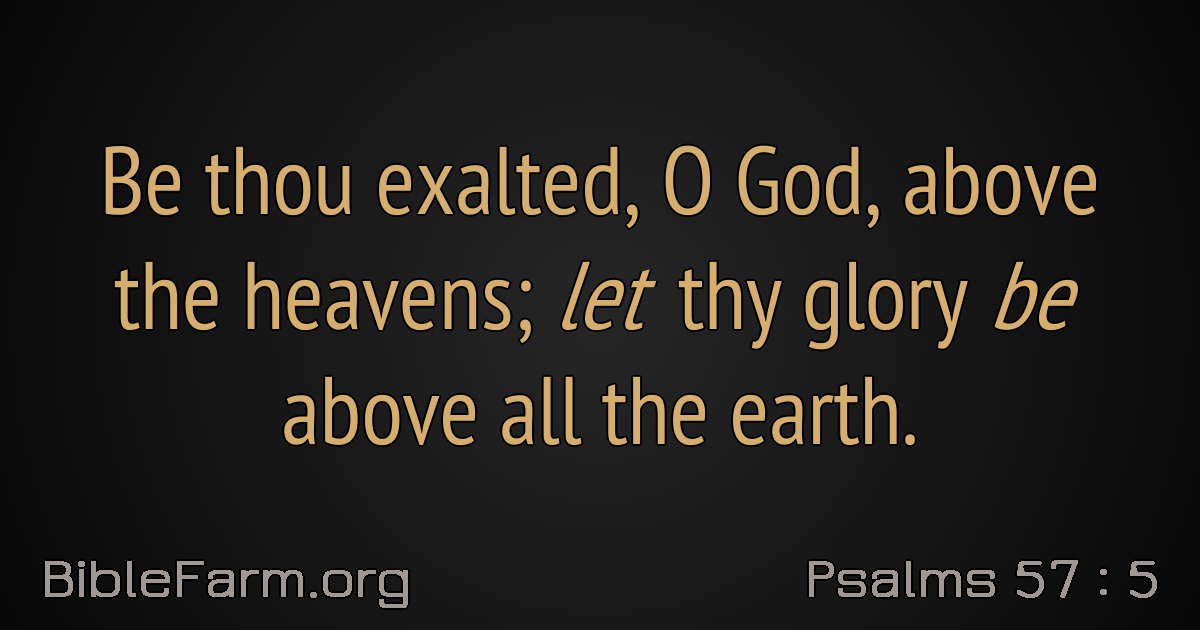 Be thou exalted, O God, above
the heavens; let thy glory be
above all the earth.
BibleFarm.org
Psalms 57 : 5